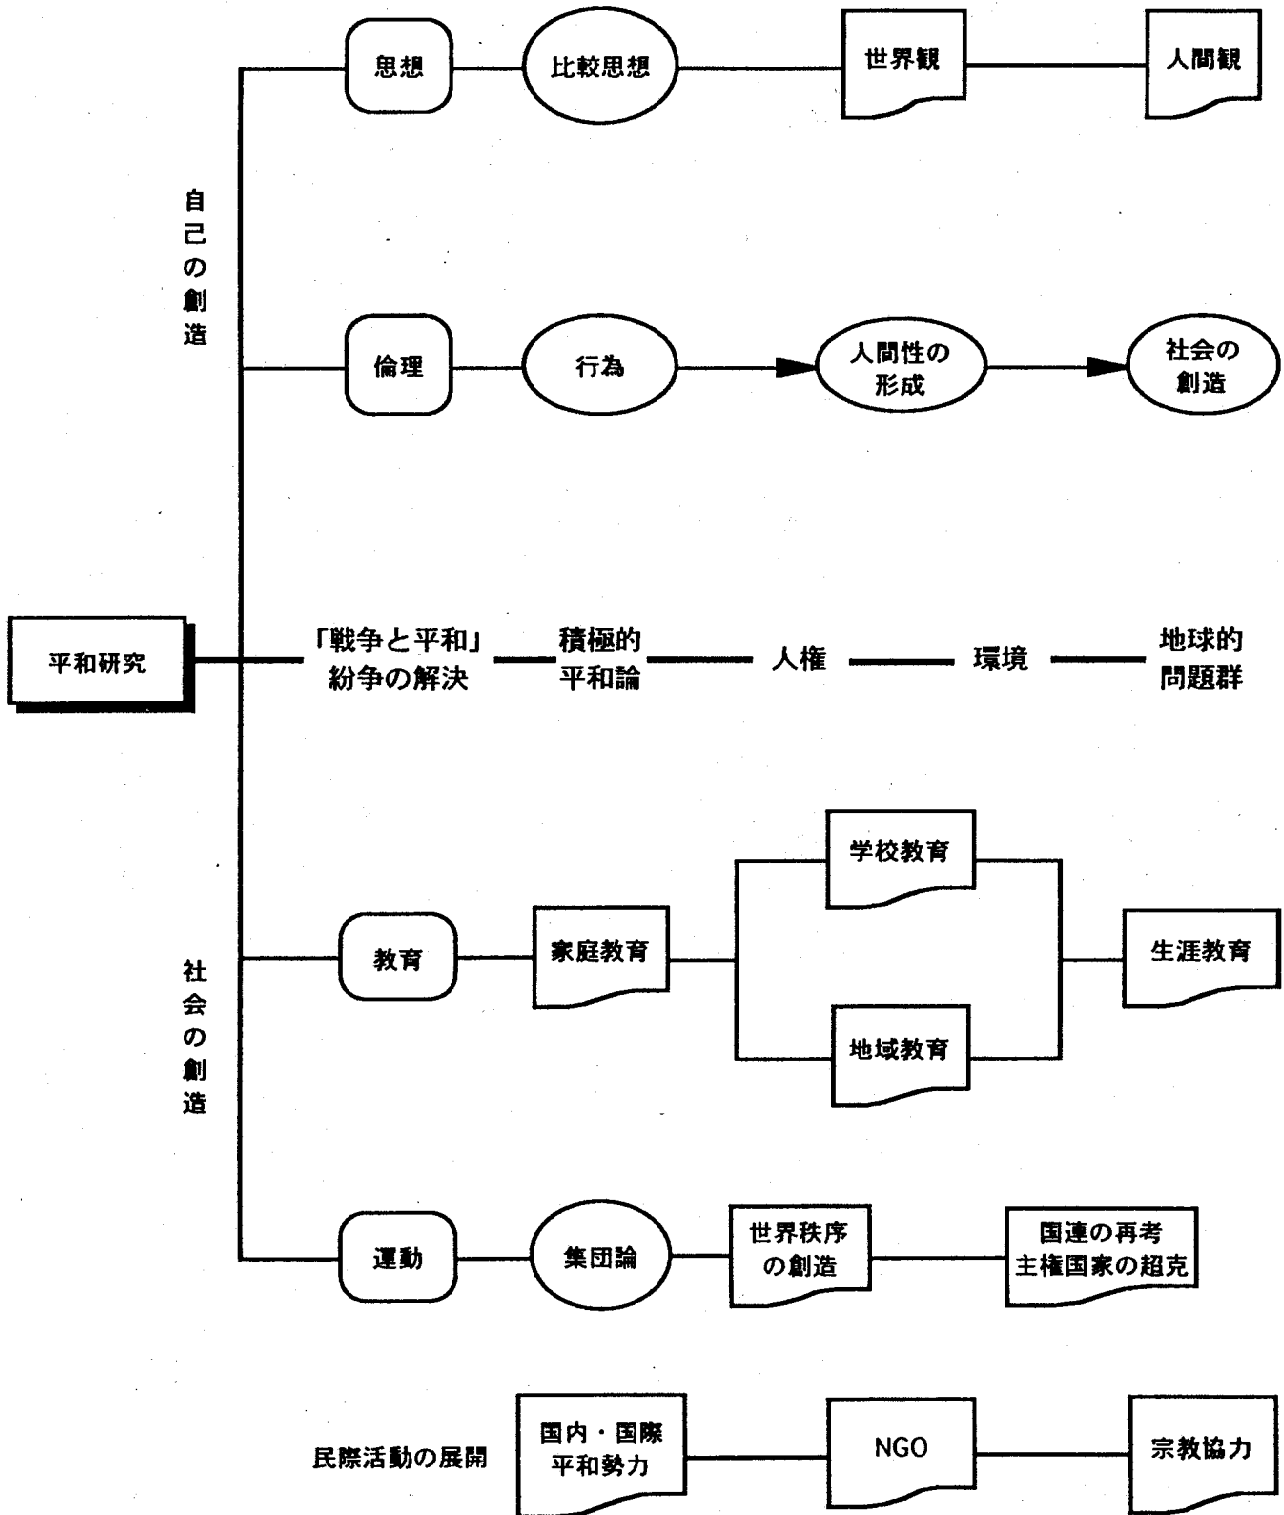 思想
比較思想
世界観
人間観
自己の創造
倫理
行為
人間性の
形成
社会の
創造
平和研究
「戦争と平和」
紛争の解決
積極的
平和論
人権
環境
地球的
問題群
社会の創造
教育
家庭教育
学校教育
地域教育
生涯教育
運動
集団論
世界秩序
の創造
国連の再考
主権国家の超克
民際活動の展開
国内・国際
平和勢力
NGO
宗教協力